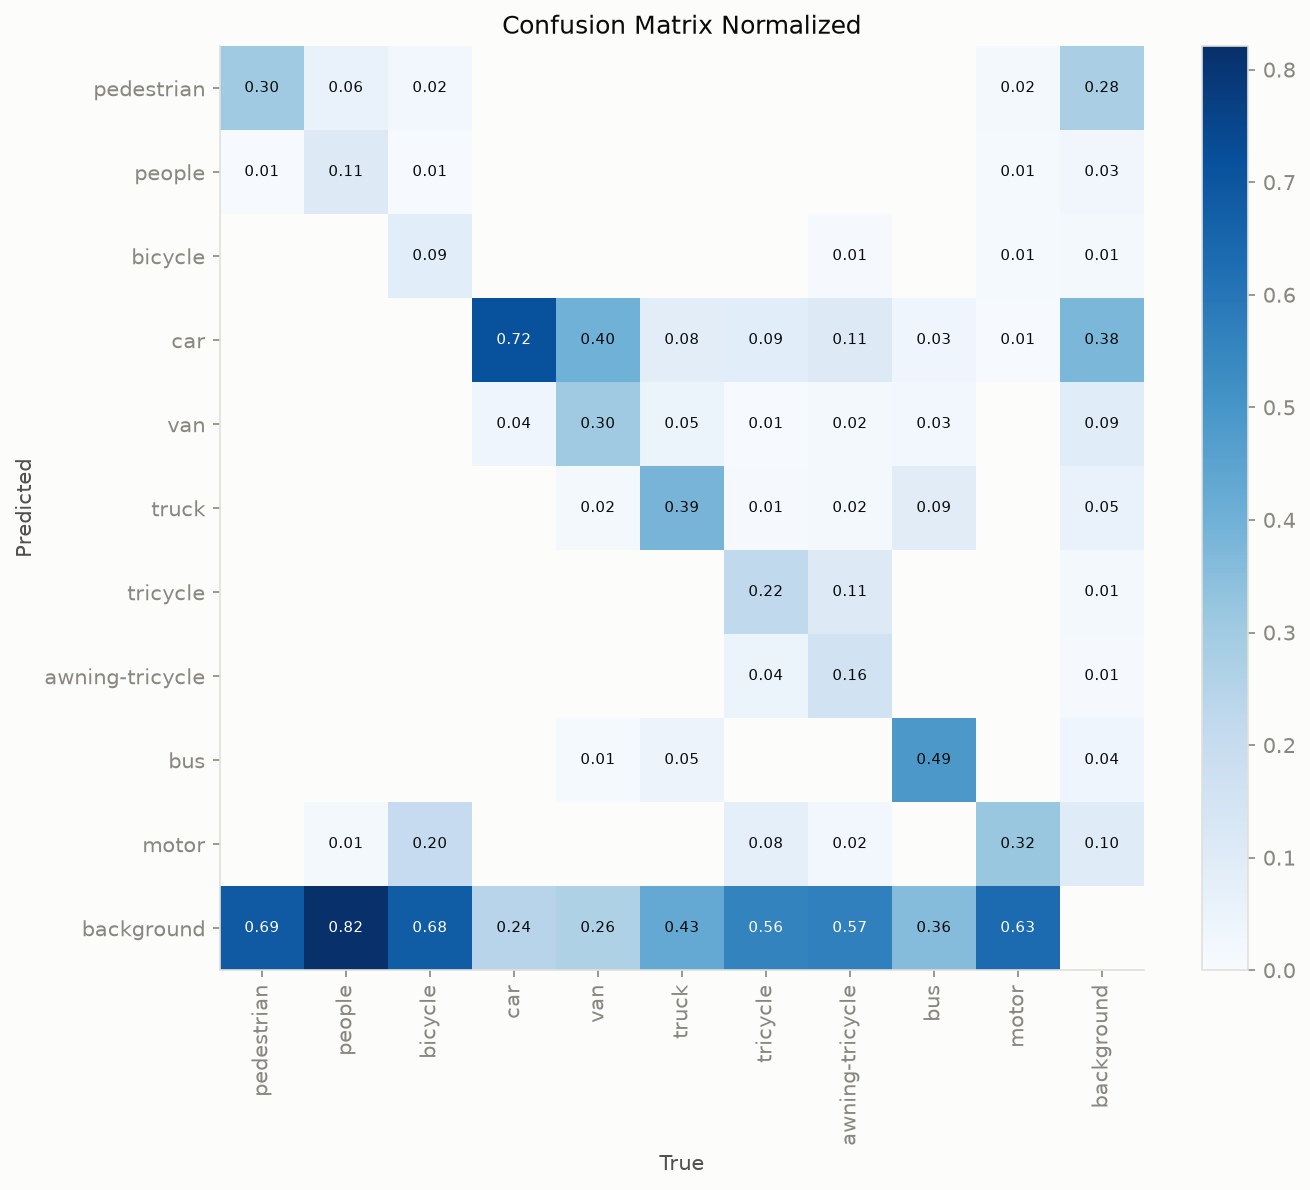 Confusion Matrix Normalized
pedestrian 0.30 0.06 0.02 0.02 0.28
people 0.01 0.11 0.01 0.01 0.03
bicycle 0.09 0.01 0.01 0.01
car 0.72 0.40 0.08 0.09 0.11 0.03 0.01 0.38
van 0.04 0.30 0.05 0.01 0.02 0.03 0.09
truck 0.02 0.39 0.01 0.02 0.09 0.05
tricycle 0.22 0.11 0.01
awning-tricycle 0.04 0.16 0.01
bus 0.01 0.05 0.49 0.04
motor 0.01 0.20 0.08 0.02 0.32 0.10
background 0.69 0.82 0.68 0.24 0.26 0.43 0.56 0.57 0.36 0.63
Predicted
pedestrian
people
bicycle
car
van
truck
tricycle
awning-tricycle
bus
motor
background
True
0.8
0.7
0.6
0.5
0.4
0.3
0.2
0.1
0.0